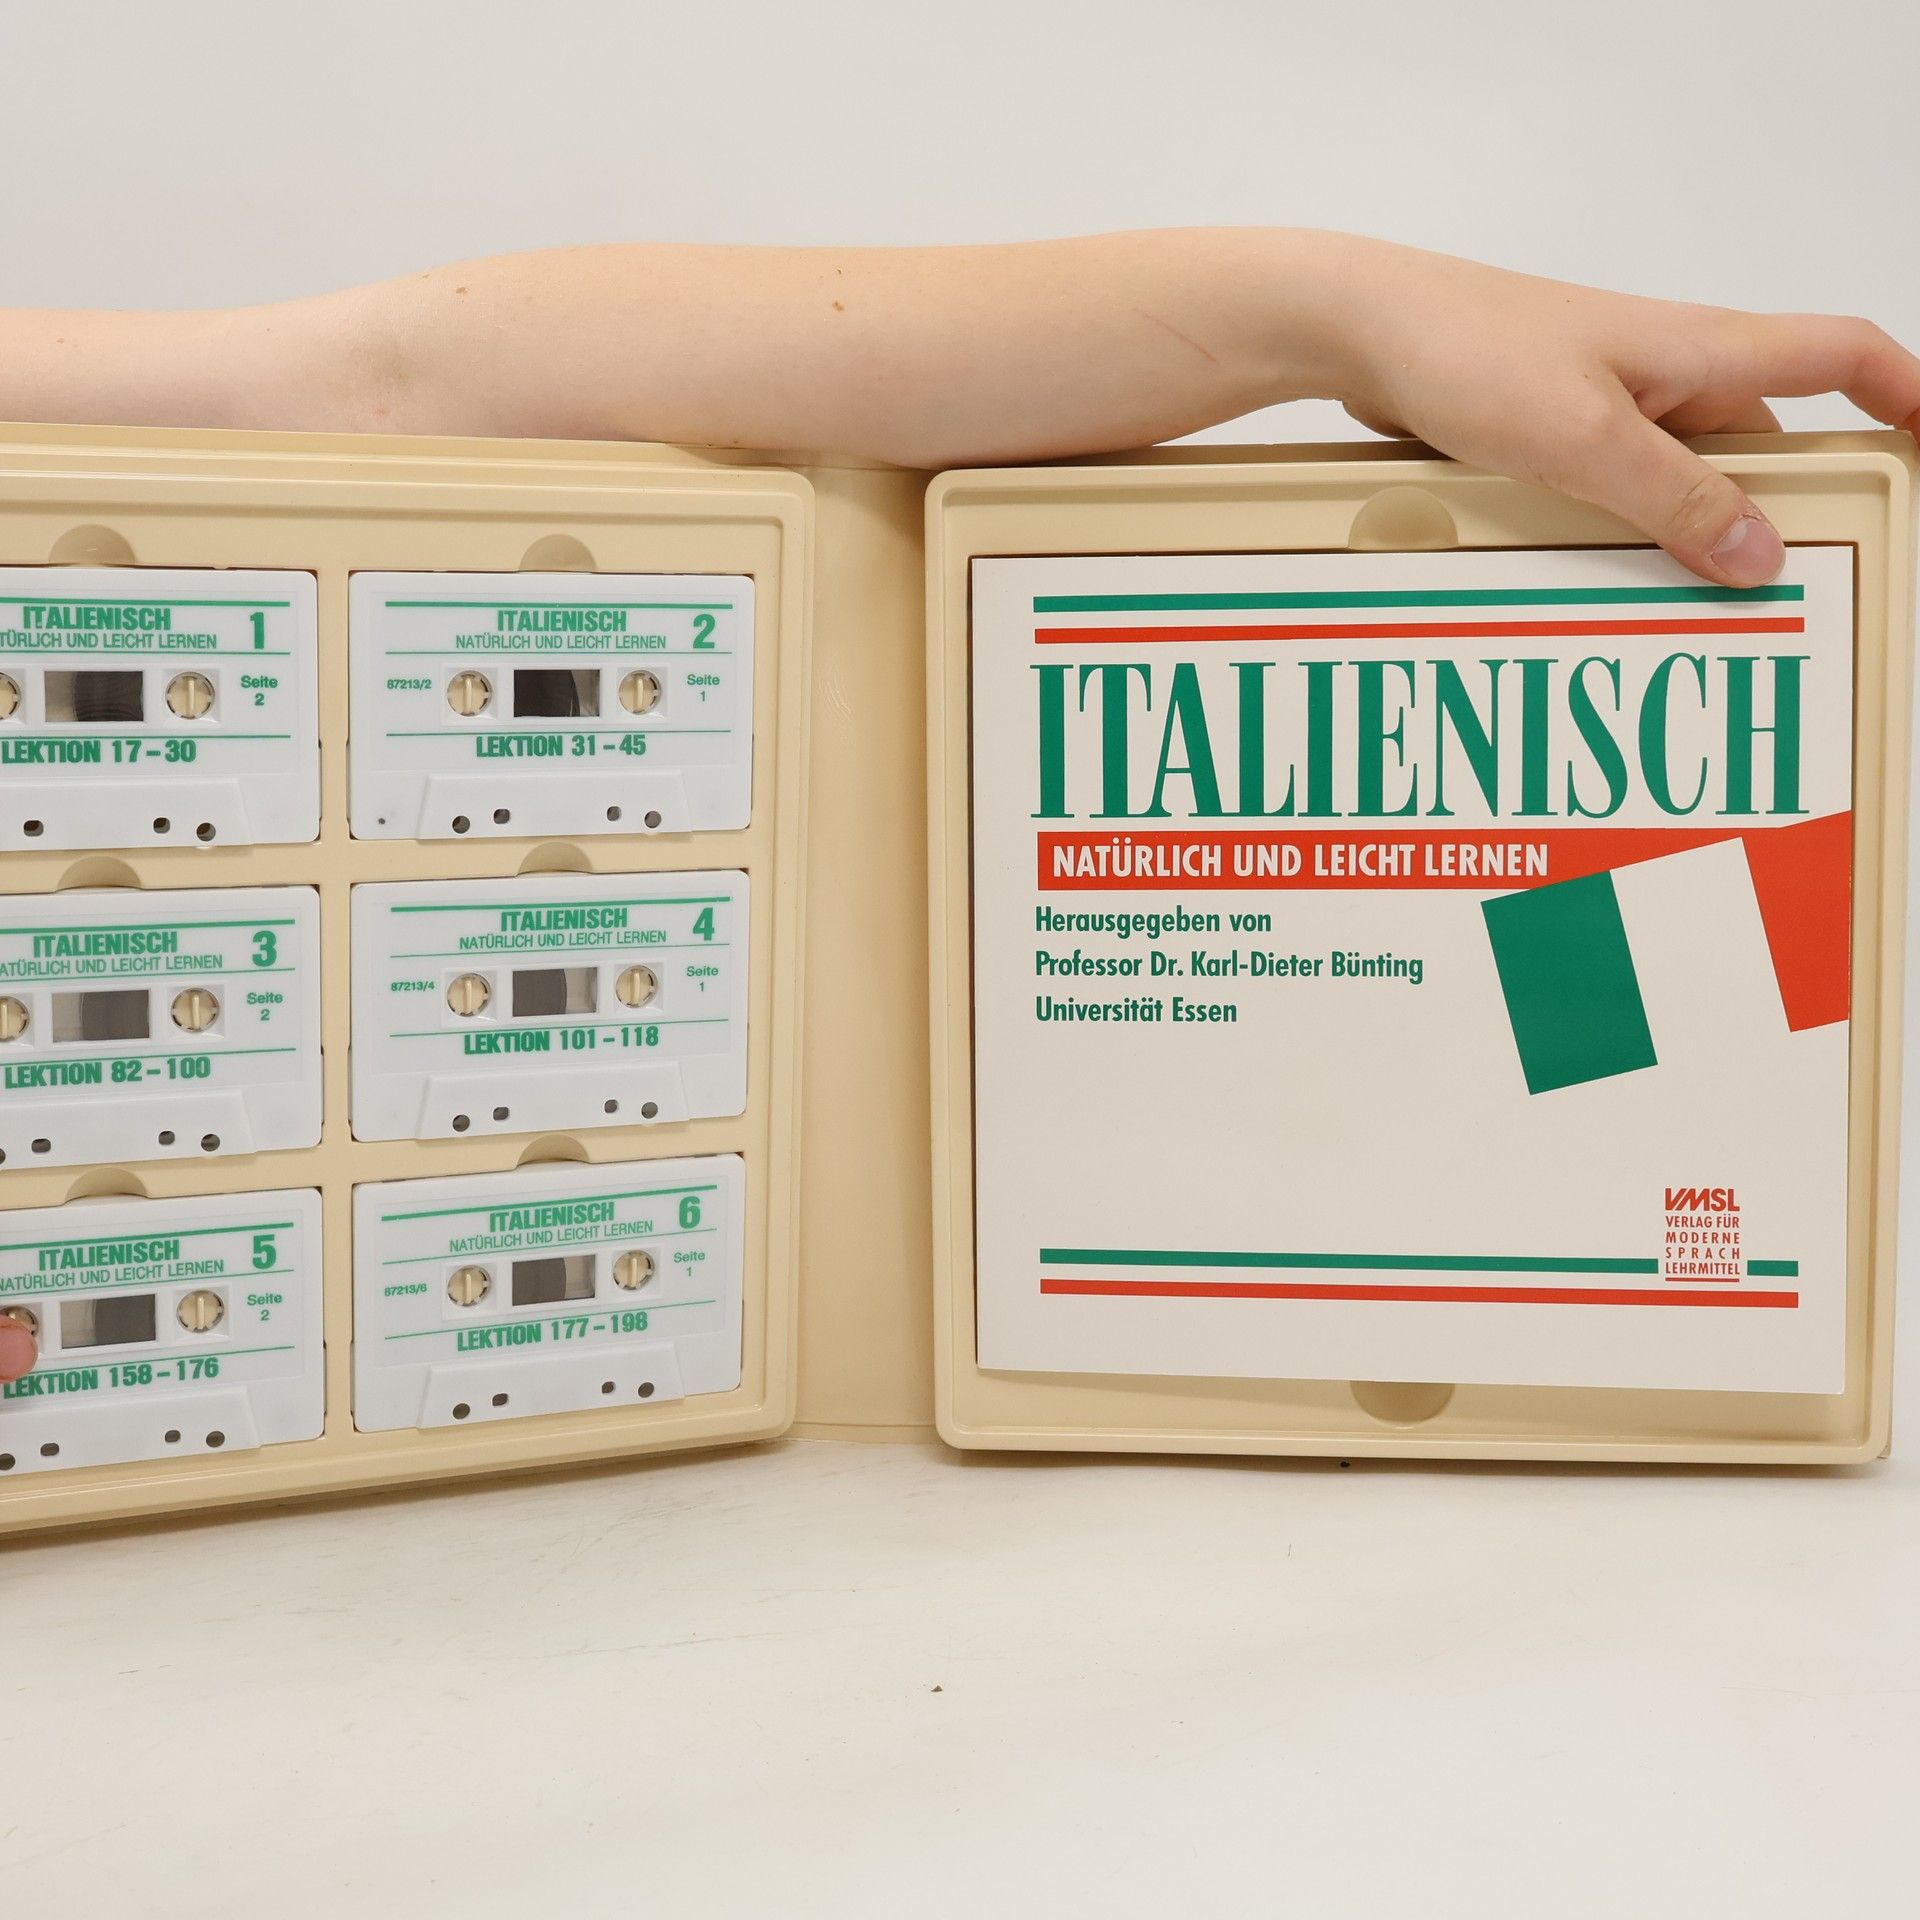 ITALIENISCH 1
NATÜRLICH UND LEICHT LERNEN
Seite
2
LEKTION 17 – 30
ITALIENISCH 2
NATÜRLICH UND LEICHT LERNEN
87213/2
Seite
1
LEKTION 31 – 45
ITALIENISCH 3
NATÜRLICH UND LEICHT LERNEN
Seite
2
LEKTION 82 – 100
ITALIENISCH 4
NATÜRLICH UND LEICHT LERNEN
87213/4
Seite
1
LEKTION 101 – 118
ITALIENISCH 5
NATÜRLICH UND LEICHT LERNEN
Seite
2
LEKTION 158 – 176
ITALIENISCH 6
NATÜRLICH UND LEICHT LERNEN
87213/6
Seite
1
LEKTION 177 – 198
ITALIENISCH
NATÜRLICH UND LEICHT LERNEN
Herausgegeben von
Professor Dr. Karl-Dieter Bünting
Universität Essen
VMSL
VERLAG FÜR
MODERNE
SPRACH
LEHRMITTEL